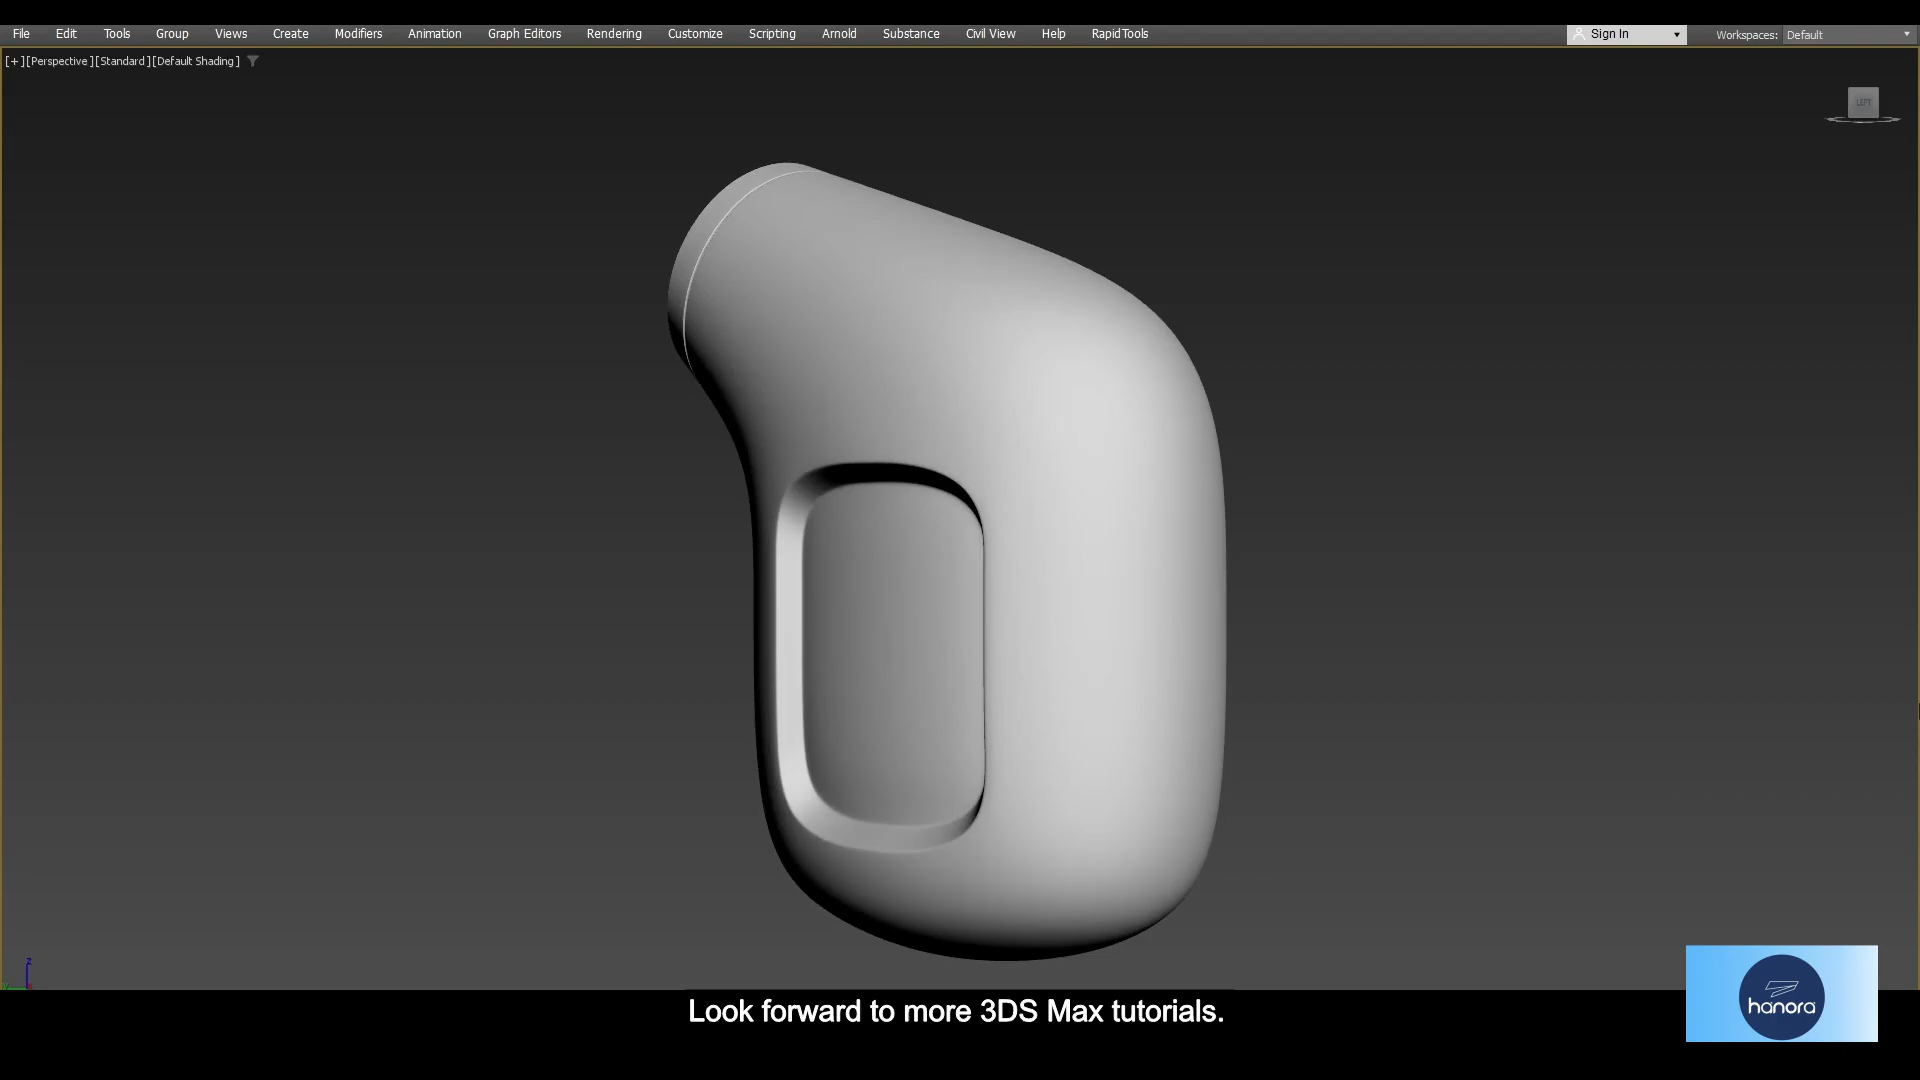 File Edit Tools Group Views Create Modifiers Animation Graph Editors Rendering Customize Scripting Arnold Substance Civil View Help RapidTools Sign In Workspaces: Default
[+][Perspective][Standard][Default Shading]
LEFT
z
y x
Look forward to more 3DS Max tutorials.
hanora